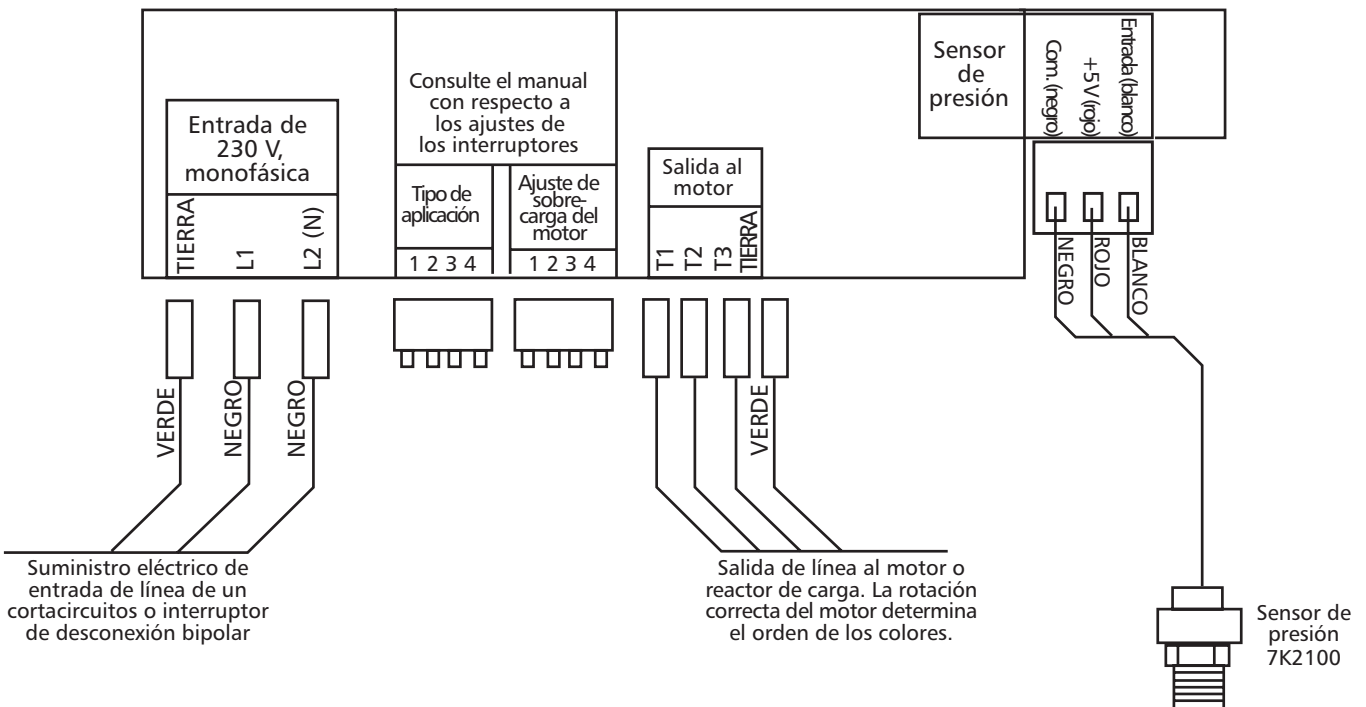 Entrada de
230 V,
monofásica
TIERRA
L1
L2 (N)
Consulte el manual
con respecto a
los ajustes de
los interruptores
Tipo de
aplicación
1 2 3 4
Ajuste de
sobre-
carga del
motor
1 2 3 4
Salida al
motor
T1
T2
T3
TIERRA
Sensor
de
presión
Com. (negro)
+5V (rojo)
Entrada (blanco)
NEGRO
ROJO
BLANCO
VERDE
NEGRO
NEGRO
VERDE
Suministro eléctrico de
entrada de línea de un
cortacircuitos o interruptor
de desconexión bipolar
Salida de línea al motor o
reactor de carga. La rotación
correcta del motor determina
el orden de los colores.
Sensor de
presión
7K2100